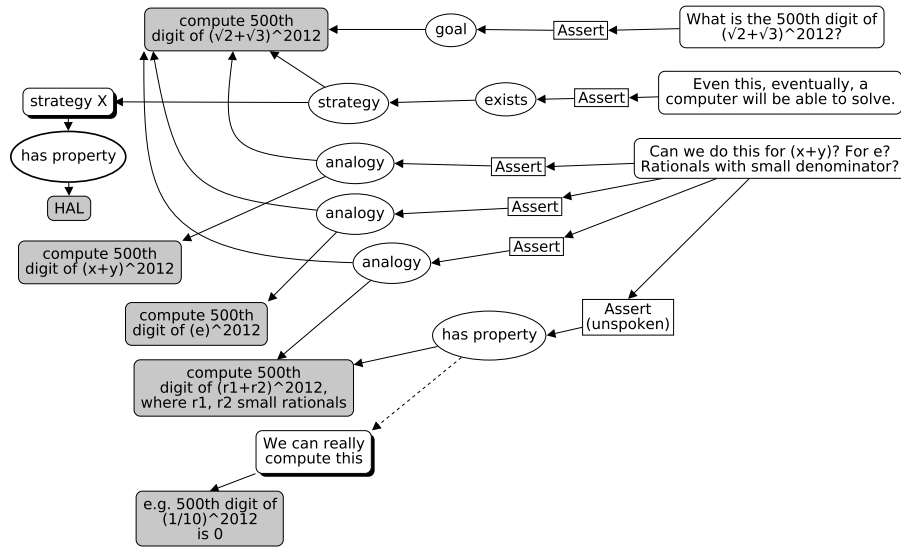 compute 500th
digit of (√2+√3)^2012
goal
Assert
What is the 500th digit of
(√2+√3)^2012?
strategy X
strategy
exists
Assert
Even this, eventually, a
computer will be able to solve.
has property
HAL
analogy
Assert
Can we do this for (x+y)? For e?
Rationals with small denominator?
analogy
Assert
analogy
Assert
compute 500th
digit of (x+y)^2012
compute 500th
digit of (e)^2012
has property
Assert
(unspoken)
compute 500th
digit of (r1+r2)^2012,
where r1, r2 small rationals
We can really
compute this
e.g. 500th digit of
(1/10)^2012
is 0